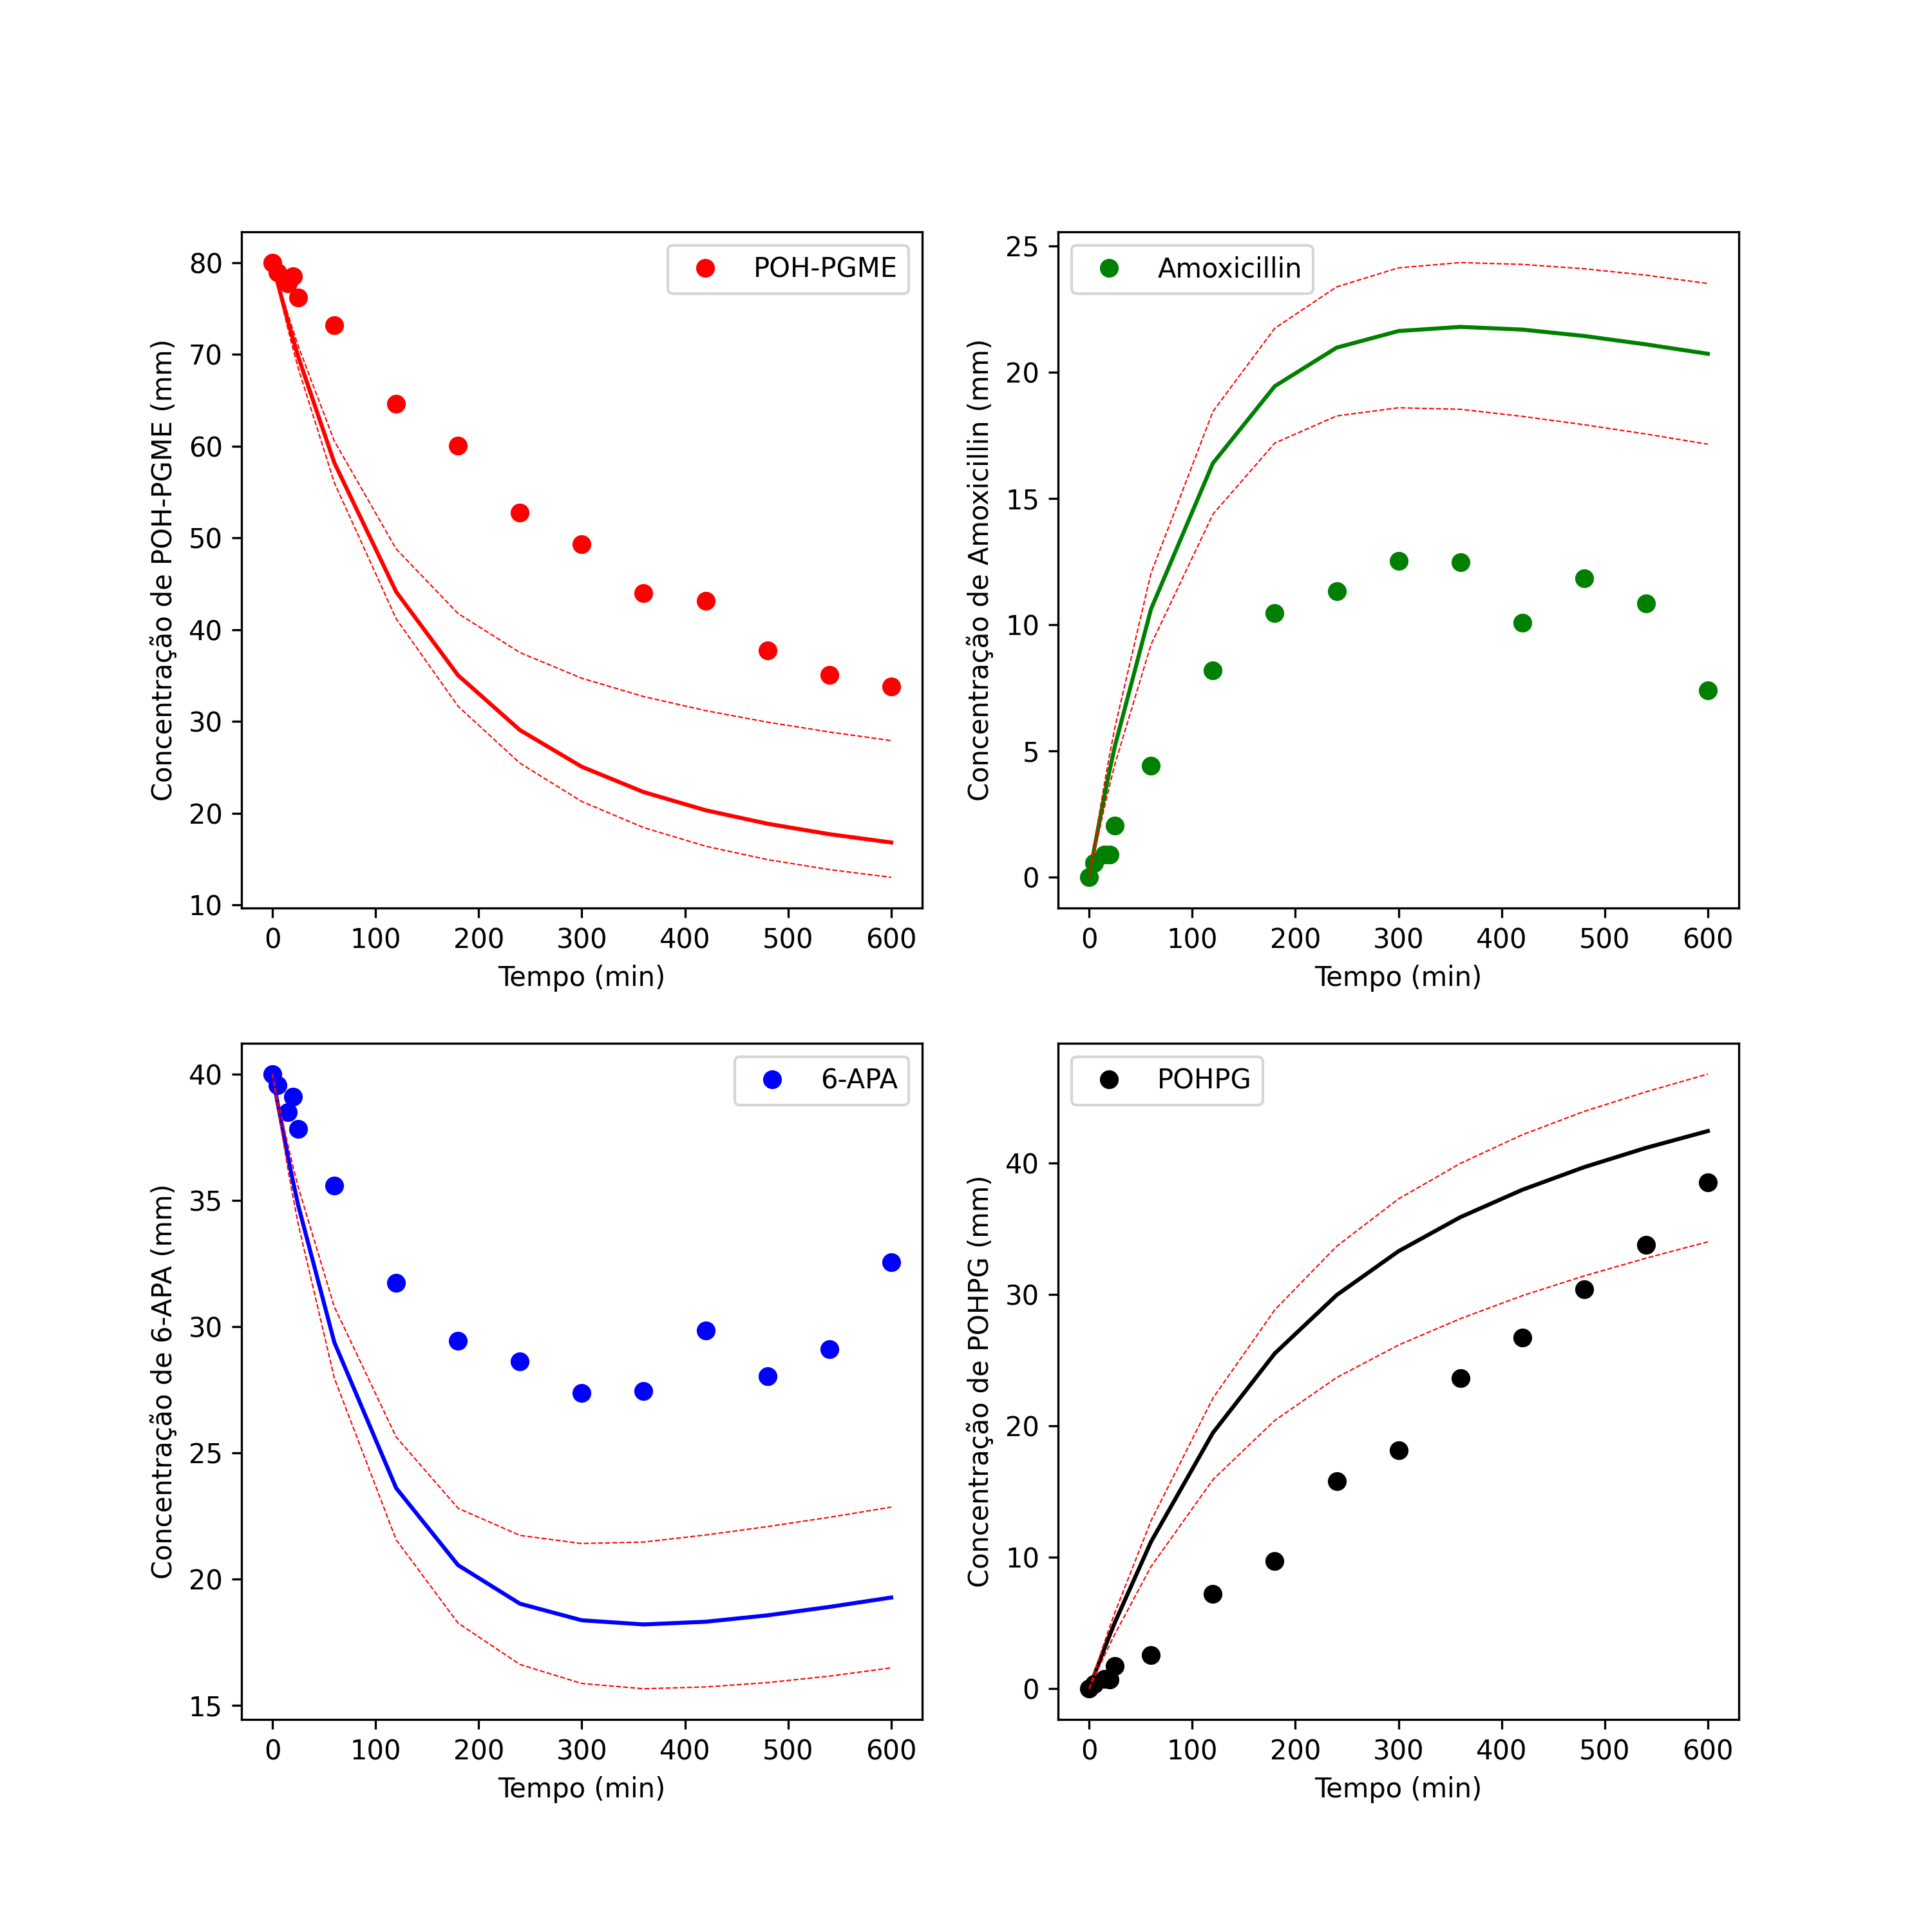 POH-PGME
Concentração de POH-PGME (mm)
80
70
60
50
40
30
20
10
0 100 200 300 400 500 600
Tempo (min)
Amoxicillin
Concentração de Amoxicillin (mm)
25
20
15
10
5
0
0 100 200 300 400 500 600
Tempo (min)
6-APA
Concentração de 6-APA (mm)
40
35
30
25
20
15
0 100 200 300 400 500 600
Tempo (min)
POHPG
Concentração de POHPG (mm)
40
30
20
10
0
0 100 200 300 400 500 600
Tempo (min)